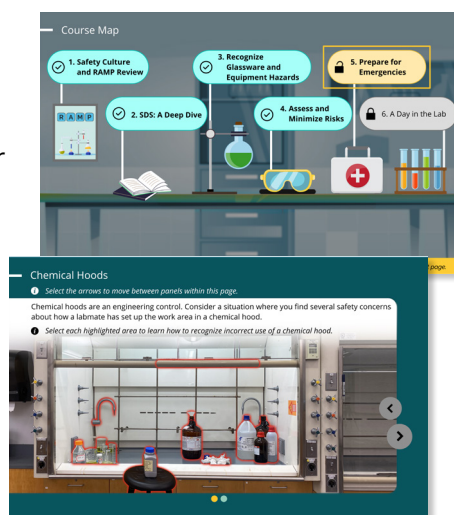 Course Map
1. Safety Culture
and RAMP Review
2. SDS: A Deep Dive
3. Recognize
Glassware and
Equipment Hazards
4. Assess and
Minimize Risks
5. Prepare for
Emergencies
6. A Day in the Lab
R A M P
r
page.
Chemical Hoods
Select the arrows to move between panels within this page.
Chemical hoods are an engineering control. Consider a situation where you find several safety concerns
about how a labmate has set up the work area in a chemical hood.
Select each highlighted area to learn how to recognize incorrect use of a chemical hood.